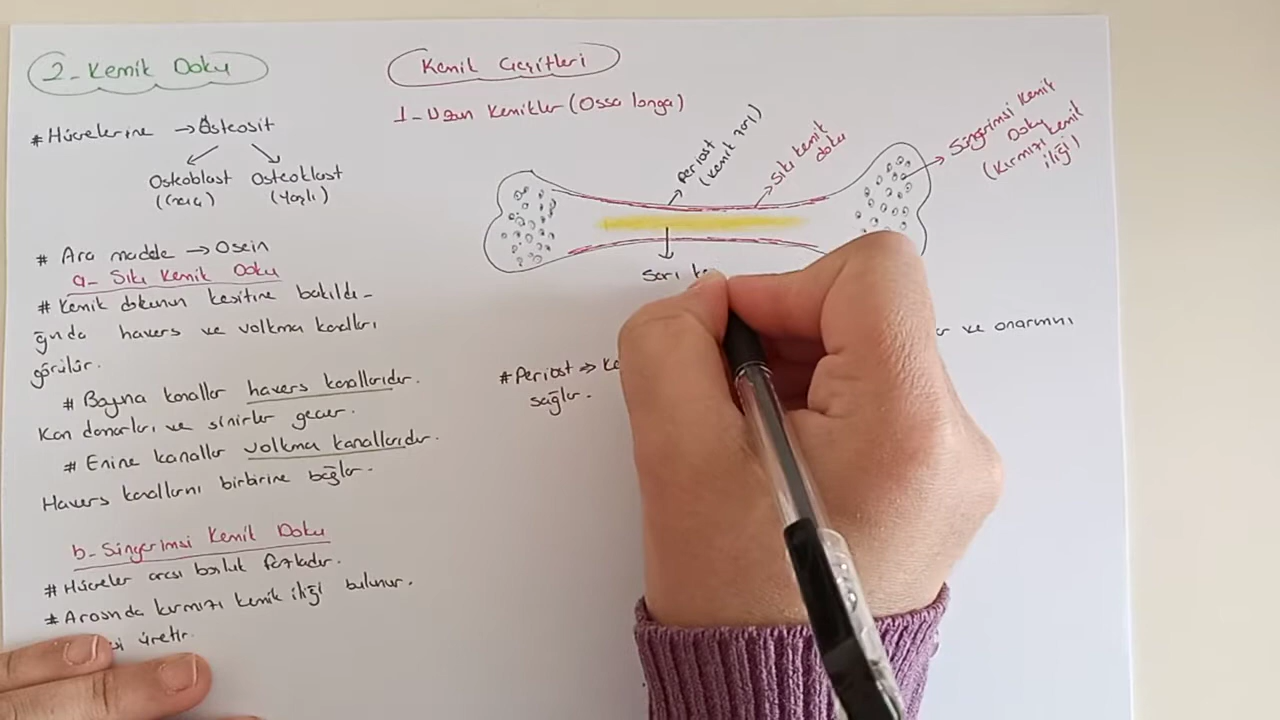 2- Kemik Doku
# Hücrelerine → Osteosit
Osteoblast Osteoklast
(Genç) (Yaşlı)
# Ara madde → Osein
a- Sıkı Kemik Doku
# Kemik dokunun kesitine bakıldı-
ğında havers ve volkman kanalları
görülür.
# Boyuna kanallar havers kanallarıdır.
Kan damarları ve sinirler geçer.
# Enine kanallar volkman kanallarıdır.
Havers kanallarını birbirine bağlar.
b- Süngerimsi Kemik Doku
# Hücreler arası boşluk fazladır.
# Arasında kırmızı kemik iliği bulunur.
üretir.
Kemik Çeşitleri
1- Uzun Kemikler (Ossa longa)
Periost
(Kemik zarı)
Sıkı kemik
doku
Süngerimsi Kemik
Doku
(Kırmızı kemik
iliği)
Sarı ke
ve onarımını
# Periost ⇒ Ke
sağlar.